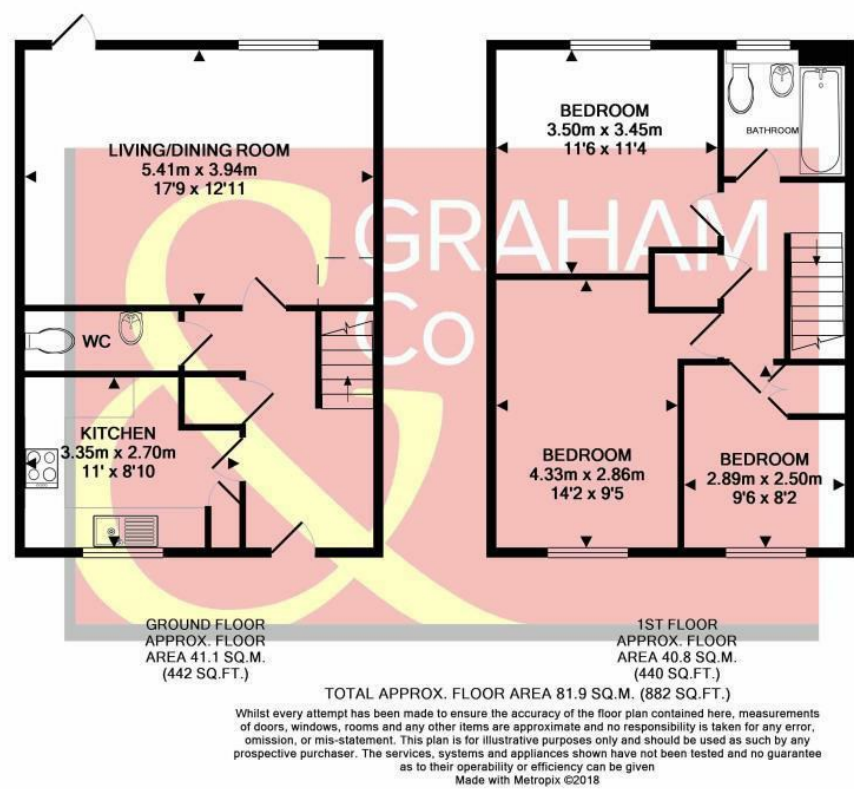 LIVING/DINING ROOM
5.41m x 3.94m
17'9 x 12'11
WC
KITCHEN
3.35m x 2.70m
11' x 8'10
BEDROOM
3.50m x 3.45m
11'6 x 11'4
BATHROOM
BEDROOM
4.33m x 2.86m
14'2 x 9'5
BEDROOM
2.89m x 2.50m
9'6 x 8'2
&
GRAHAM
Co
GROUND FLOOR
APPROX. FLOOR
AREA 41.1 SQ.M.
(442 SQ.FT.)
1ST FLOOR
APPROX. FLOOR
AREA 40.8 SQ.M.
(440 SQ.FT.)
TOTAL APPROX. FLOOR AREA 81.9 SQ.M. (882 SQ.FT.)
Whilst every attempt has been made to ensure the accuracy of the floor plan contained here, measurements
of doors, windows, rooms and any other items are approximate and no responsibility is taken for any error,
omission, or mis-statement. This plan is for illustrative purposes only and should be used as such by any
prospective purchaser. The services, systems and appliances shown have not been tested and no guarantee
as to their operability or efficiency can be given
Made with Metropix ©2018